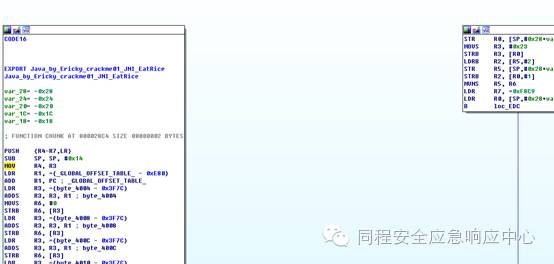 CODE16
EXPORT Java_by_Ericky_crackme01_JNI_EatRice
Java_by_Ericky_crackme01_JNI_EatRice
var_28= -0x28
var_24= -0x24
var_20= -0x20
var_1C= -0x1C
var_18= -0x18
; FUNCTION CHUNK AT 000028C4 SIZE 00000002 BYTES
PUSH {R4-R7,LR}
SUB SP, SP, #0x14
MOV R4, R3
LDR R1, =(_GLOBAL_OFFSET_TABLE_ - 0xE80)
ADD R1, PC ; _GLOBAL_OFFSET_TABLE_
LDR R3, =(byte_4004 - 0x3F7C)
ADDS R3, R3, R1 ; byte_4004
MOVS R6, #0
STRB R6, [R3]
LDR R3, =(byte_4008 - 0x3F7C)
ADDS R3, R3, R1 ; byte_4008
STRB R6, [R3]
LDR R3, =(byte_400C - 0x3F7C)
ADDS R3, R3, R1 ; byte_400C
STRB R6, [R3]
LDR R3, =(byte_4010 - 0x3F7C)
STR R0, [SP,#0x28+va
MOVS R3, #0x23
STRB R3, [R0]
LDRB R2, [R5,#2]
STR R5, [SP,#0x28+va
STRB R2, [R0,#1]
MVNS R5, R6
LDR R7, =0xF8C9
LDR R0, [SP,#0x28+va
B loc_EDC
同程安全应急响应中心